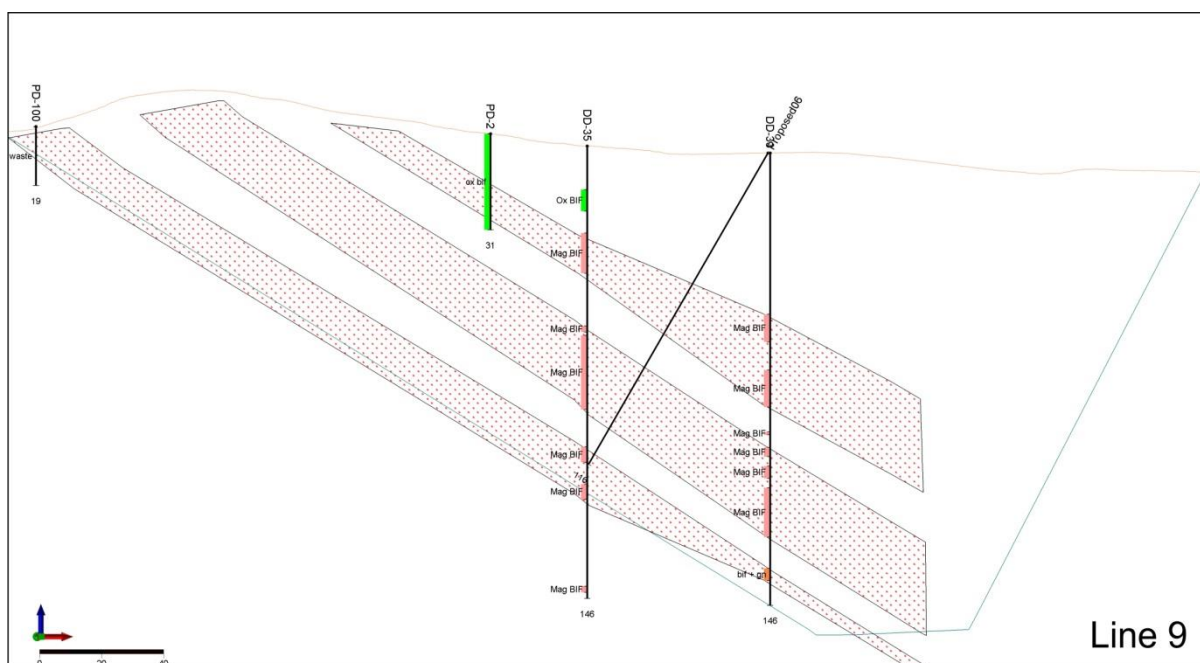 PD-100
waste
19
PD-2
ox bif
31
DD-35
Ox BIF
Mag BIF
Mag BIF
Mag BIF
Mag BIF
116
Mag BIF
Mag BIF
146
Proposed06
Mag BIF
Mag BIF
Mag BIF
Mag BIF
Mag BIF
Mag BIF
bif + gn
146
0
20
40
Line 9